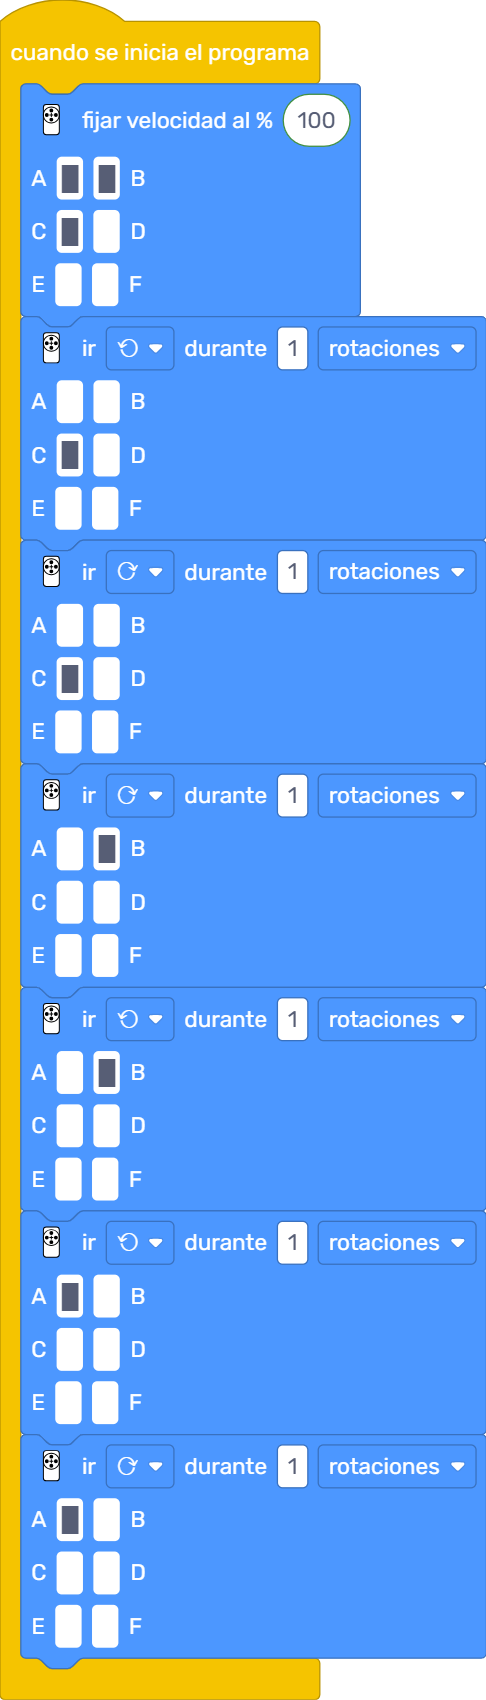 cuando se inicia el programa
fijar velocidad al % 100
A B
C D
E F
ir durante 1 rotaciones
A B
C D
E F
ir durante 1 rotaciones
A B
C D
E F
ir durante 1 rotaciones
A B
C D
E F
ir durante 1 rotaciones
A B
C D
E F
ir durante 1 rotaciones
A B
C D
E F
ir durante 1 rotaciones
A B
C D
E F